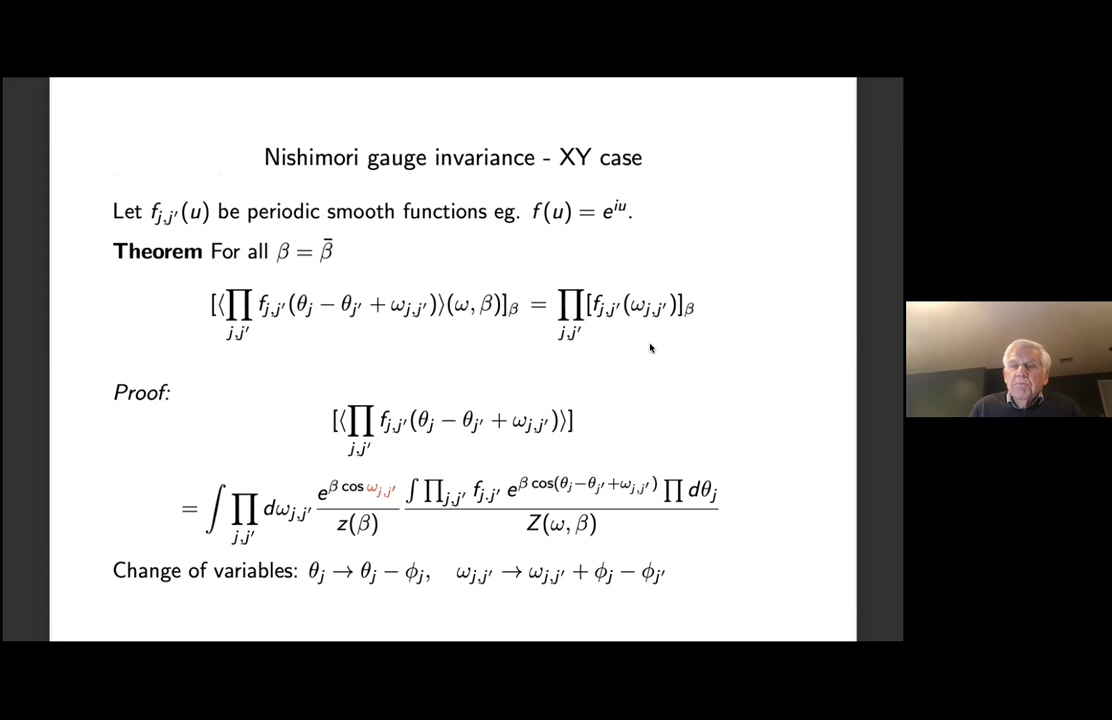 Nishimori gauge invariance - XY case
Let f_{j,j'}(u) be periodic smooth functions eg. f(u) = e^{iu}.
Theorem For all β = β̄
[⟨∏_{j,j'} f_{j,j'}(θ_j − θ_{j'} + ω_{j,j'})⟩(ω, β)]_β = ∏_{j,j'} [f_{j,j'}(ω_{j,j'})]_β
Proof:
[⟨∏_{j,j'} f_{j,j'}(θ_j − θ_{j'} + ω_{j,j'})⟩]
= ∫ ∏_{j,j'} dω_{j,j'} \frac{e^{β cos ω_{j,j'}}}{z(β)} \frac{∫ ∏_{j,j'} f_{j,j'} e^{β cos(θ_j−θ_{j'}+ω_{j,j'})} ∏ dθ_j}{Z(ω, β)}
Change of variables: θ_j → θ_j − ϕ_j, ω_{j,j'} → ω_{j,j'} + ϕ_j − ϕ_{j'}